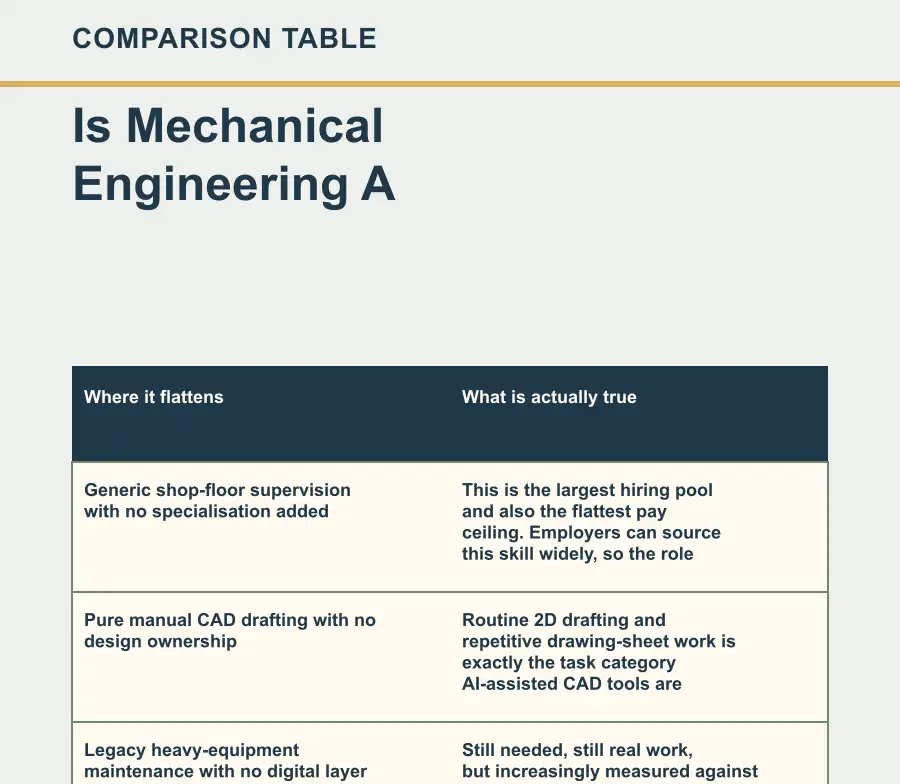 COMPARISON TABLE
Is Mechanical
Engineering A
Where it flattens
What is actually true
Generic shop-floor supervision
with no specialisation added
This is the largest hiring pool
and also the flattest pay
ceiling. Employers can source
this skill widely, so the role
Pure manual CAD drafting with no
design ownership
Routine 2D drafting and
repetitive drawing-sheet work is
exactly the task category
AI-assisted CAD tools are
Legacy heavy-equipment
maintenance with no digital layer
Still needed, still real work,
but increasingly measured against